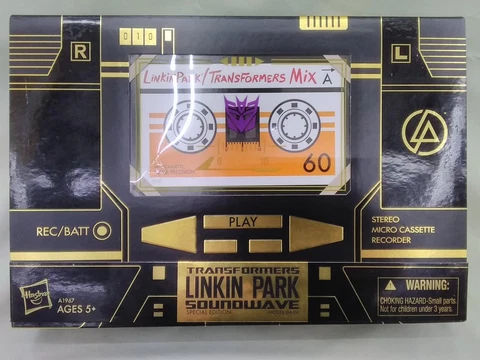 R
010
L
LINKIN PARK/TRANSFORMERS MIX
A
60
REC/BATT
PLAY
STEREO
MICRO CASSETTE
RECORDER
Hasbro
A1967
AGES 5+
TRANSFORMERS
LINKIN PARK
SOUNDWAVE
SPECIAL EDITION
WARNING:
CHOKING HAZARD-Small parts.
Not for children under 3 years.